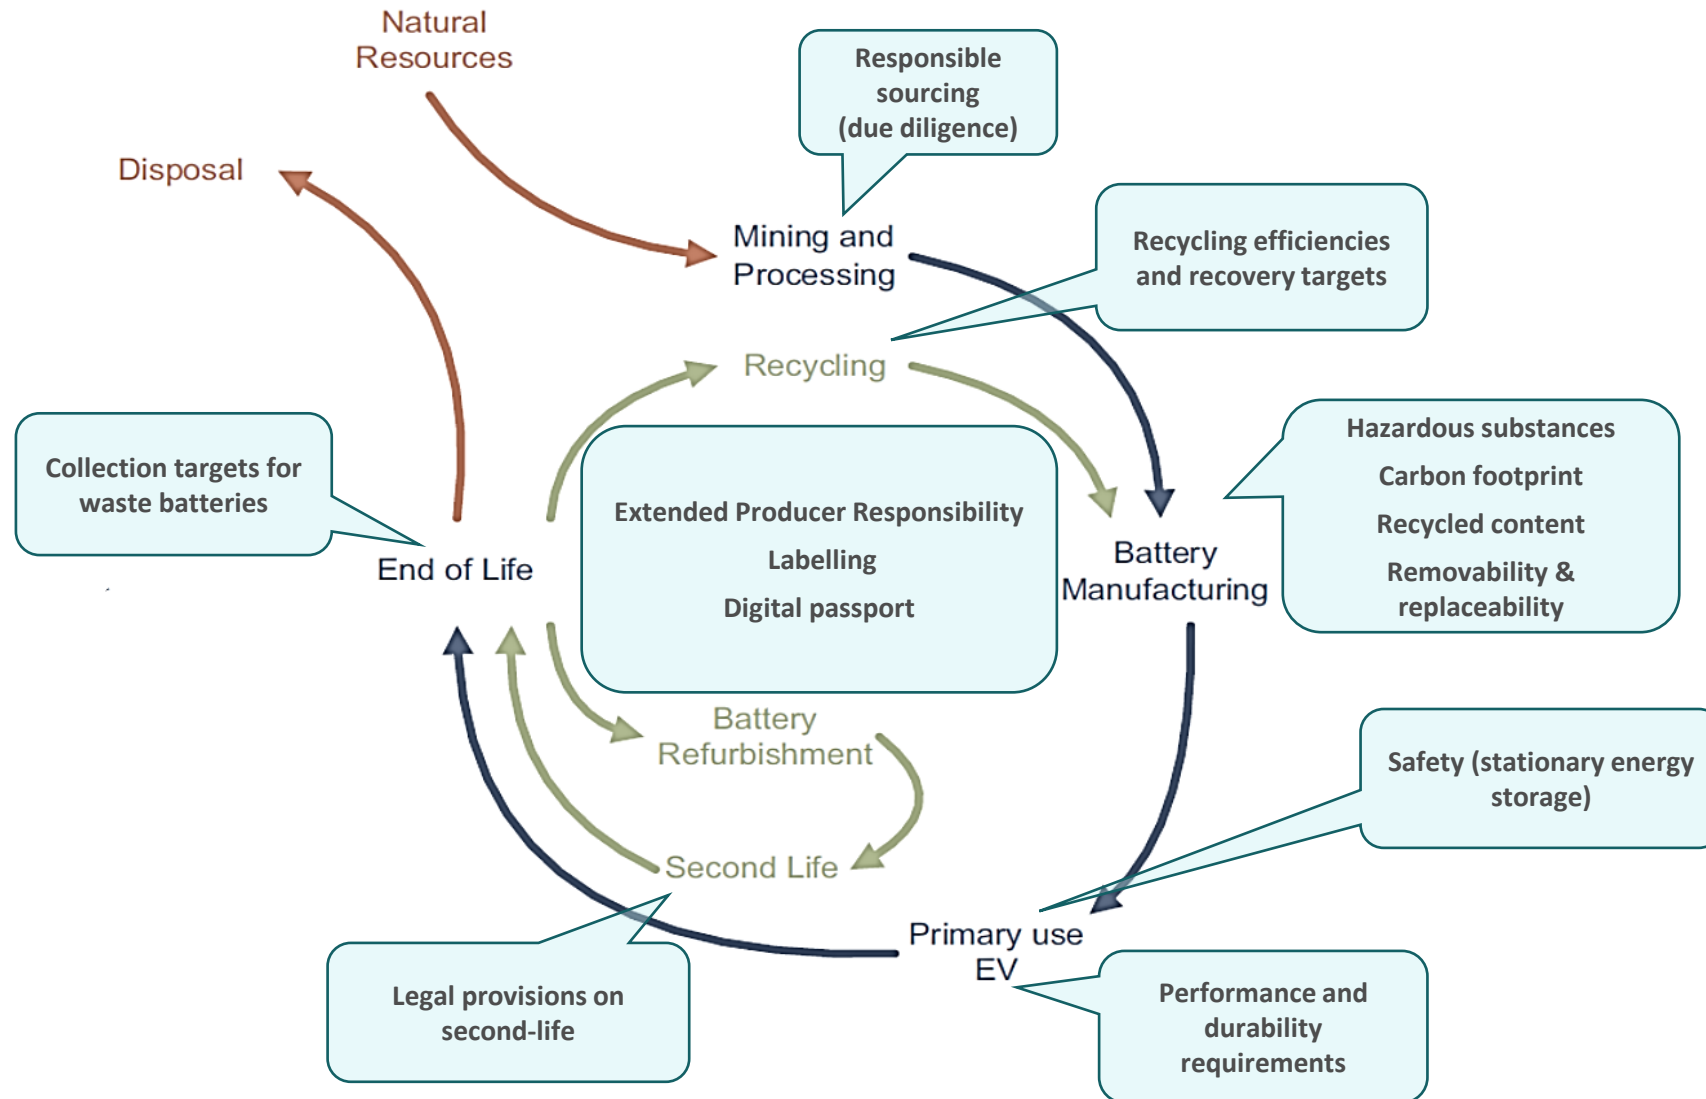 Natural
Resources
Responsible
sourcing
(due diligence)
Disposal
Mining and
Processing
Recycling efficiencies
and recovery targets
Recycling
Collection targets for
waste batteries
Hazardous substances
Carbon footprint
Recycled content
Removability &
replaceability
Extended Producer Responsibility
Labelling
Digital passport
End of Life
Battery
Manufacturing
Battery
Refurbishment
Safety (stationary energy
storage)
Second Life
Primary use
EV
Legal provisions on
second-life
Performance and
durability
requirements